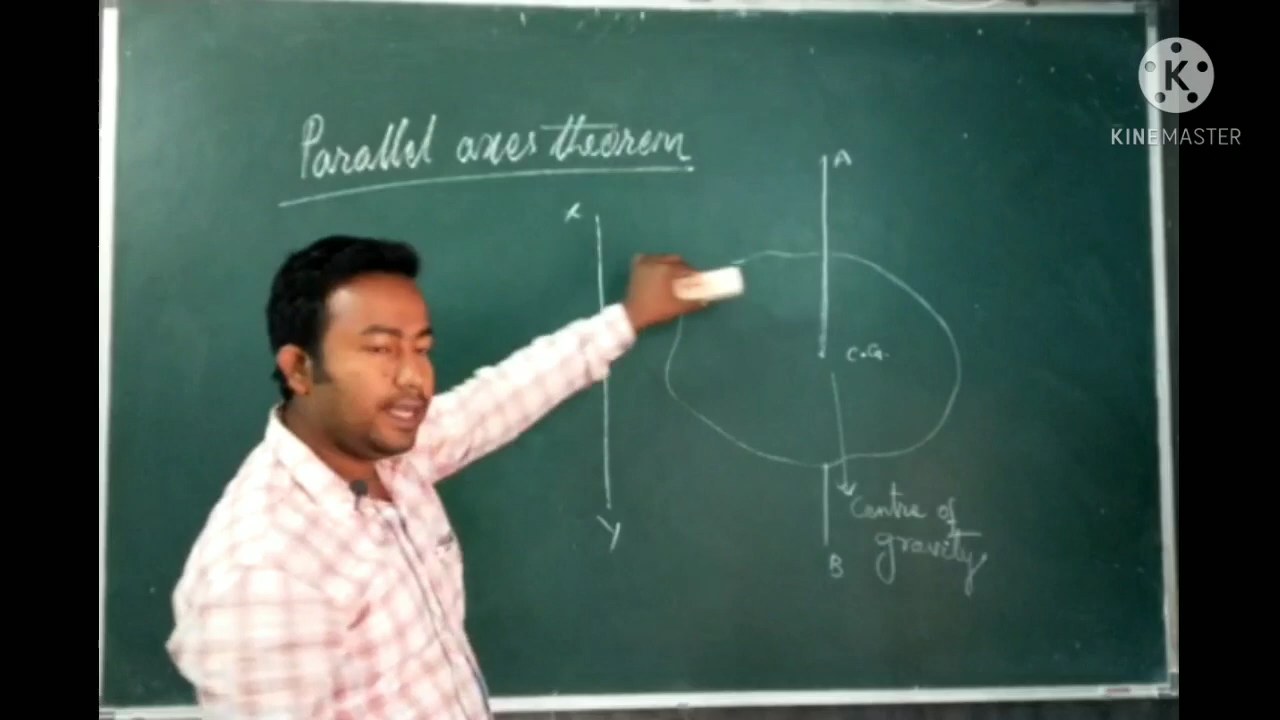 Parallel axes theorem
A
X
C.G.
Centre of
gravity
Y
B
K
KINEMASTER